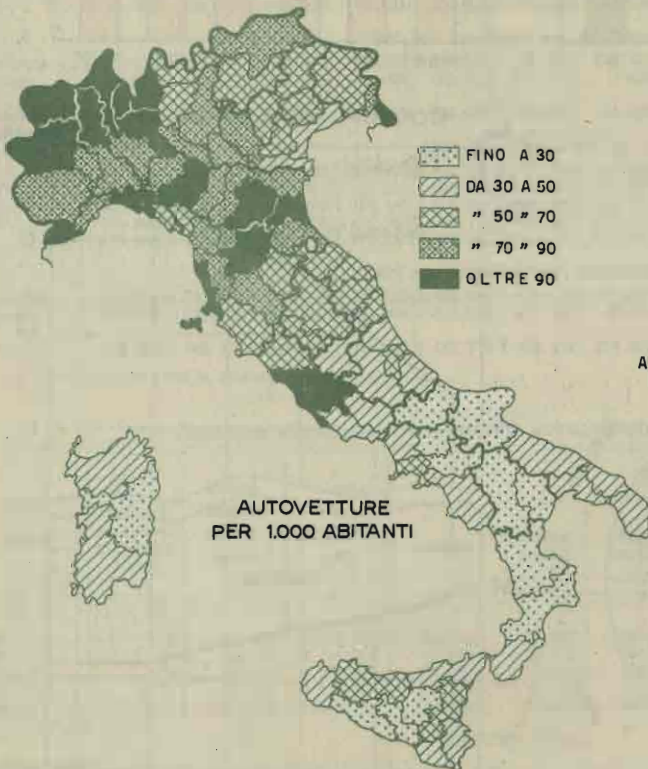 FINO A 30
DA 30 A 50
" 50 " 70
" 70 " 90
OLTRE 90
A
AUTOVETTURE
PER 1.000 ABITANTI